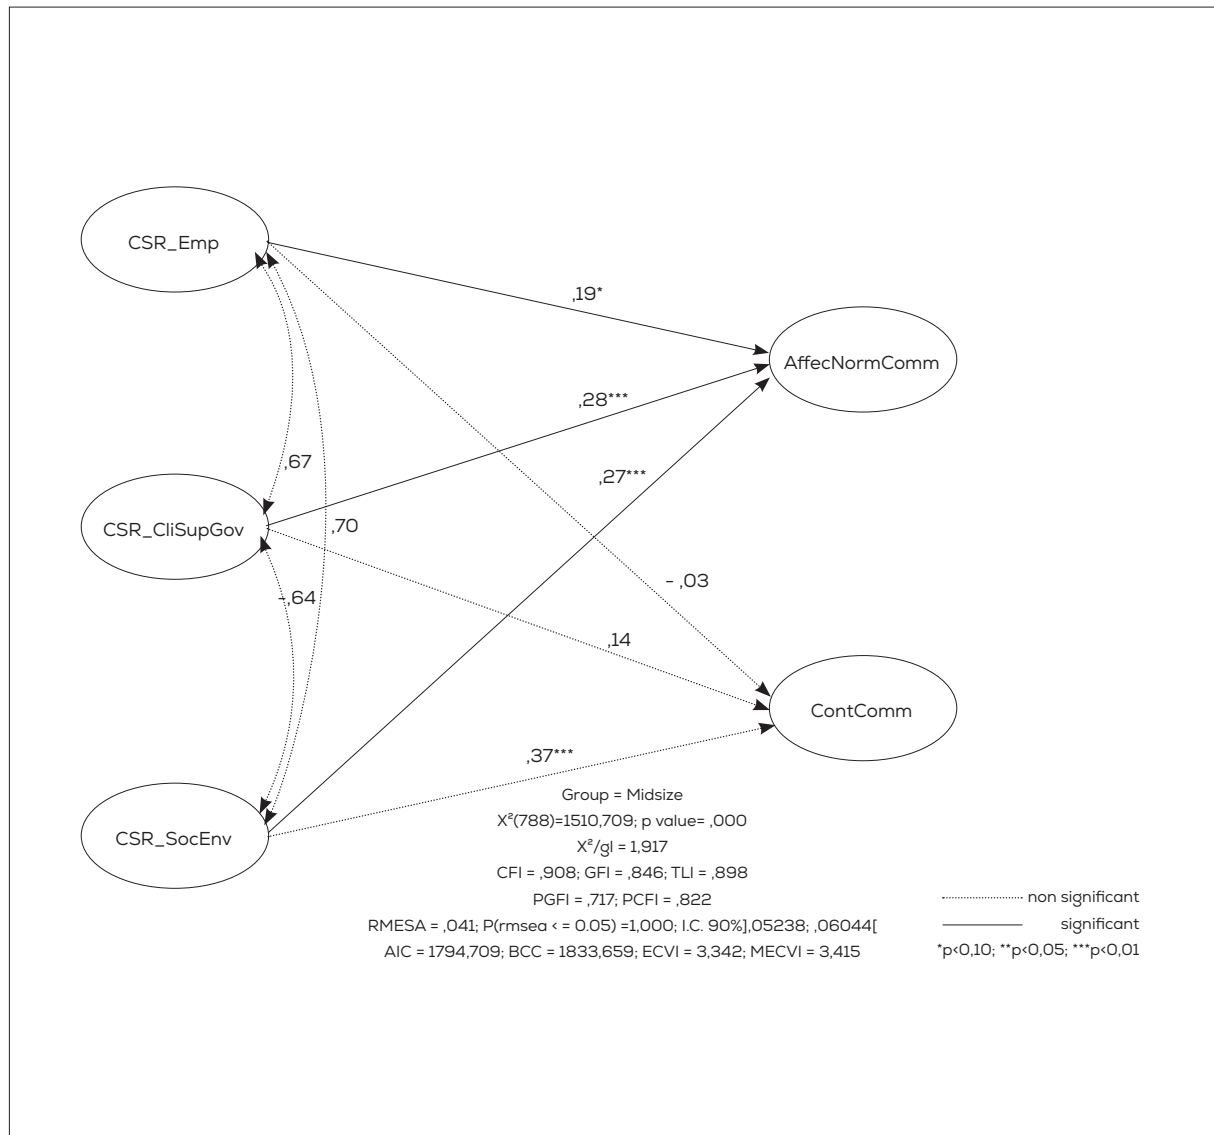 CSR_Emp
,19*
AffecNormComm
,28***
,67
,27***
CSR_CliSupGov
,70
- ,03
-,64
,14
ContComm
,37***
CSR_SocEnv
Group = Midsize
X²(788)=1510,709; p value= ,000
X²/gl = 1,917
CFI = ,908; GFI = ,846; TLI = ,898
PGFI = ,717; PCFI = ,822
RMESA = ,041; P(rmsea < = 0.05) =1,000; I.C. 90%],05238; ,06044[
AIC = 1794,709; BCC = 1833,659; ECVI = 3,342; MECVI = 3,415
non significant
significant
*p<0,10; **p<0,05; ***p<0,01